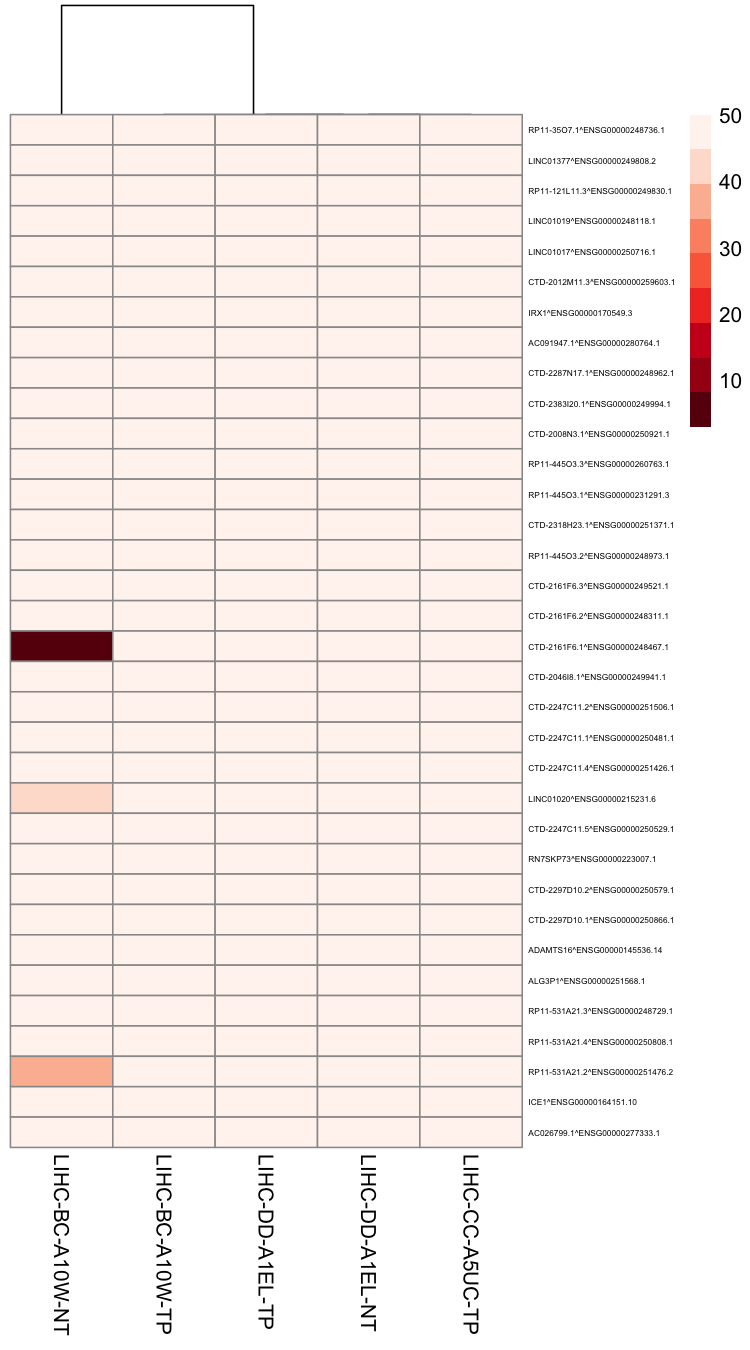 50
40
30
20
10
RP11-35O7.1^ENSG00000248736.1
LINC01377^ENSG00000249808.2
RP11-121L11.3^ENSG00000249830.1
LINC01019^ENSG00000248118.1
LINC01017^ENSG00000250716.1
CTD-2012M11.3^ENSG00000259603.1
IRX1^ENSG00000170549.3
AC091947.1^ENSG00000280764.1
CTD-2287N17.1^ENSG00000248962.1
CTD-2383I20.1^ENSG00000249994.1
CTD-2008N3.1^ENSG00000250921.1
RP11-445O3.3^ENSG00000260763.1
RP11-445O3.1^ENSG00000231291.3
CTD-2318H23.1^ENSG00000251371.1
RP11-445O3.2^ENSG00000248973.1
CTD-2161F6.3^ENSG00000249521.1
CTD-2161F6.2^ENSG00000248311.1
CTD-2161F6.1^ENSG00000248467.1
CTD-2046I8.1^ENSG00000249941.1
CTD-2247C11.2^ENSG00000251506.1
CTD-2247C11.1^ENSG00000250481.1
CTD-2247C11.4^ENSG00000251426.1
LINC01020^ENSG00000215231.6
CTD-2247C11.5^ENSG00000250529.1
RN7SKP73^ENSG00000223007.1
CTD-2297D10.2^ENSG00000250579.1
CTD-2297D10.1^ENSG00000250866.1
ADAMTS16^ENSG00000145536.14
ALG3P1^ENSG00000251568.1
RP11-531A21.3^ENSG00000248729.1
RP11-531A21.4^ENSG00000250808.1
RP11-531A21.2^ENSG00000251476.2
ICE1^ENSG00000164151.10
AC026799.1^ENSG00000277333.1
LIHC-BC-A10W-NT
LIHC-BC-A10W-TP
LIHC-DD-A1EL-TP
LIHC-DD-A1EL-NT
LIHC-CC-A5UC-TP